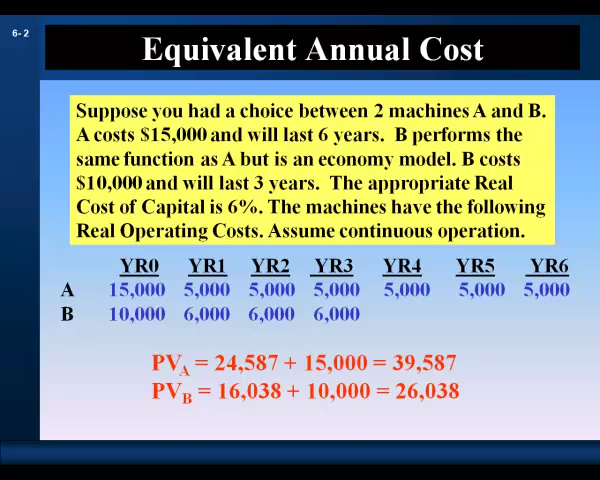 6- 2
Equivalent Annual Cost
Suppose you had a choice between 2 machines A and B.
A costs $15,000 and will last 6 years. B performs the
same function as A but is an economy model. B costs
$10,000 and will last 3 years. The appropriate Real
Cost of Capital is 6%. The machines have the following
Real Operating Costs. Assume continuous operation.
YR0 YR1 YR2 YR3 YR4 YR5 YR6
A 15,000 5,000 5,000 5,000 5,000 5,000 5,000
B 10,000 6,000 6,000 6,000
PVA = 24,587 + 15,000 = 39,587
PVB = 16,038 + 10,000 = 26,038